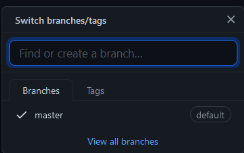 Switch branches/tags
Find or create a branch...
Branches Tags
master default
View all branches